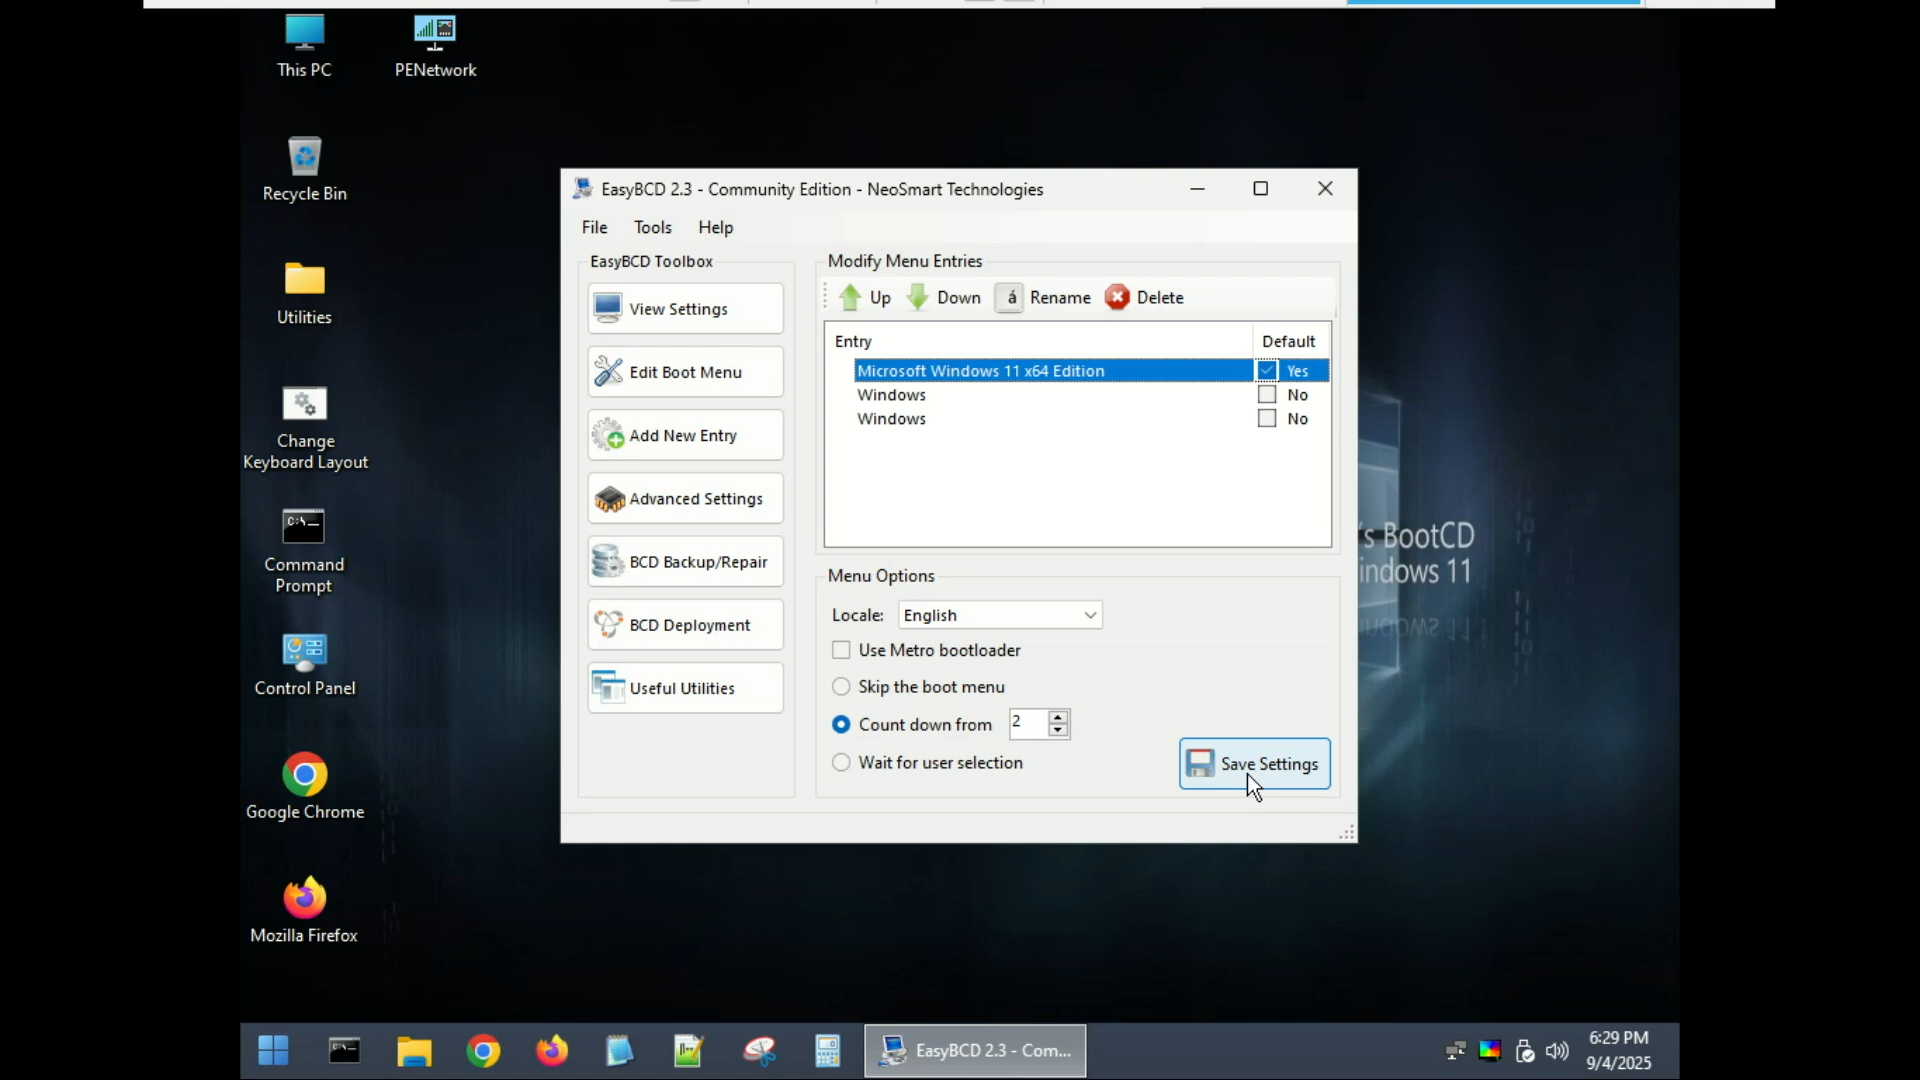 This PC
PENetwork
Recycle Bin
Utilities
Change
Keyboard Layout
C:\_
Command
Prompt
Control Panel
Google Chrome
Mozilla Firefox
EasyBCD 2.3 - Community Edition - NeoSmart Technologies
File Tools Help
EasyBCD Toolbox
View Settings
Edit Boot Menu
Add New Entry
Advanced Settings
BCD Backup/Repair
BCD Deployment
Useful Utilities
Modify Menu Entries
Up Down á Rename Delete
Entry Default
Microsoft Windows 11 x64 Edition Yes
Windows No
Windows No
Menu Options
Locale: English
Use Metro bootloader
Skip the boot menu
Count down from 2
Wait for user selection
Save Settings
's BootCD
indows 11
EasyBCD 2.3 - Com...
6:29 PM
9/4/2025